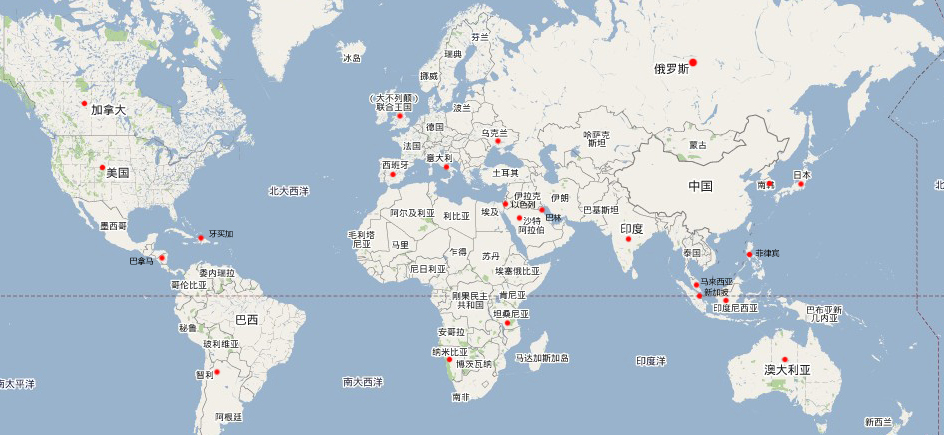 芬兰
冰岛
瑞典
俄罗斯
挪威
加拿大
(大不列颠)
联合王国
波兰
德国
乌克兰
哈萨克
斯坦
蒙古
法国
意大利
西班牙
土耳其
美国
中国
日本
南韩
北大西洋
北
伊拉克
伊朗
以色列
巴林
巴基斯坦
阿尔及利亚
利比亚
埃及
沙特
阿拉伯
墨西哥
牙买加
毛利塔
尼亚
马里
乍得
苏丹
印度
泰国
菲律宾
巴拿马
委内瑞拉
哥伦比亚
尼日利亚
埃塞俄比亚
马来西亚
新加坡
刚果民主
共和国
肯尼亚
印度尼西亚
巴布亚新
几内亚
坦桑尼亚
巴西
秘鲁
玻利维亚
安哥拉
纳米比亚
博茨瓦纳
马达加斯加岛
印度洋
澳大利亚
智利
南太平洋
南大西洋
南非
阿根廷
新西兰